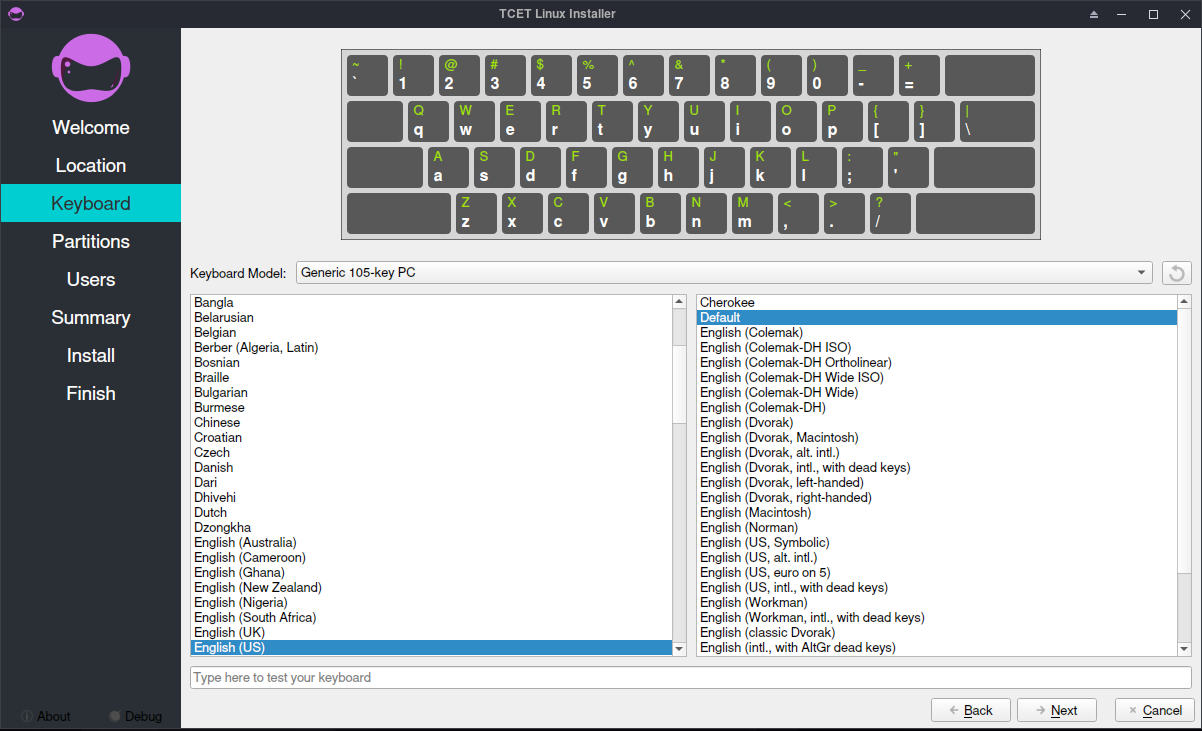 TCET Linux Installer
Welcome
Location
Keyboard
Partitions
Users
Summary
Install
Finish
About
Debug
~ ! @ # $ % ^ & * ( ) _ +
` 1 2 3 4 5 6 7 8 9 0 - =
Q W E R T Y U I O P { } |
q w e r t y u i o p [ ] \
A S D F G H J K L : "
a s d f g h j k l ; '
Z X C V B N M < > ?
z x c v b n m , . /
Keyboard Model: Generic 105-key PC
Bangla
Belarusian
Belgian
Berber (Algeria, Latin)
Bosnian
Braille
Bulgarian
Burmese
Chinese
Croatian
Czech
Danish
Dari
Dhivehi
Dutch
Dzongkha
English (Australia)
English (Cameroon)
English (Ghana)
English (New Zealand)
English (Nigeria)
English (South Africa)
English (UK)
English (US)
Cherokee
Default
English (Colemak)
English (Colemak-DH ISO)
English (Colemak-DH Ortholinear)
English (Colemak-DH Wide ISO)
English (Colemak-DH Wide)
English (Colemak-DH)
English (Dvorak)
English (Dvorak, Macintosh)
English (Dvorak, alt. intl.)
English (Dvorak, intl., with dead keys)
English (Dvorak, left-handed)
English (Dvorak, right-handed)
English (Macintosh)
English (Norman)
English (US, Symbolic)
English (US, alt. intl.)
English (US, euro on 5)
English (US, intl., with dead keys)
English (Workman)
English (Workman, intl., with dead keys)
English (classic Dvorak)
English (intl., with AltGr dead keys)
Type here to test your keyboard
Back
Next
Cancel